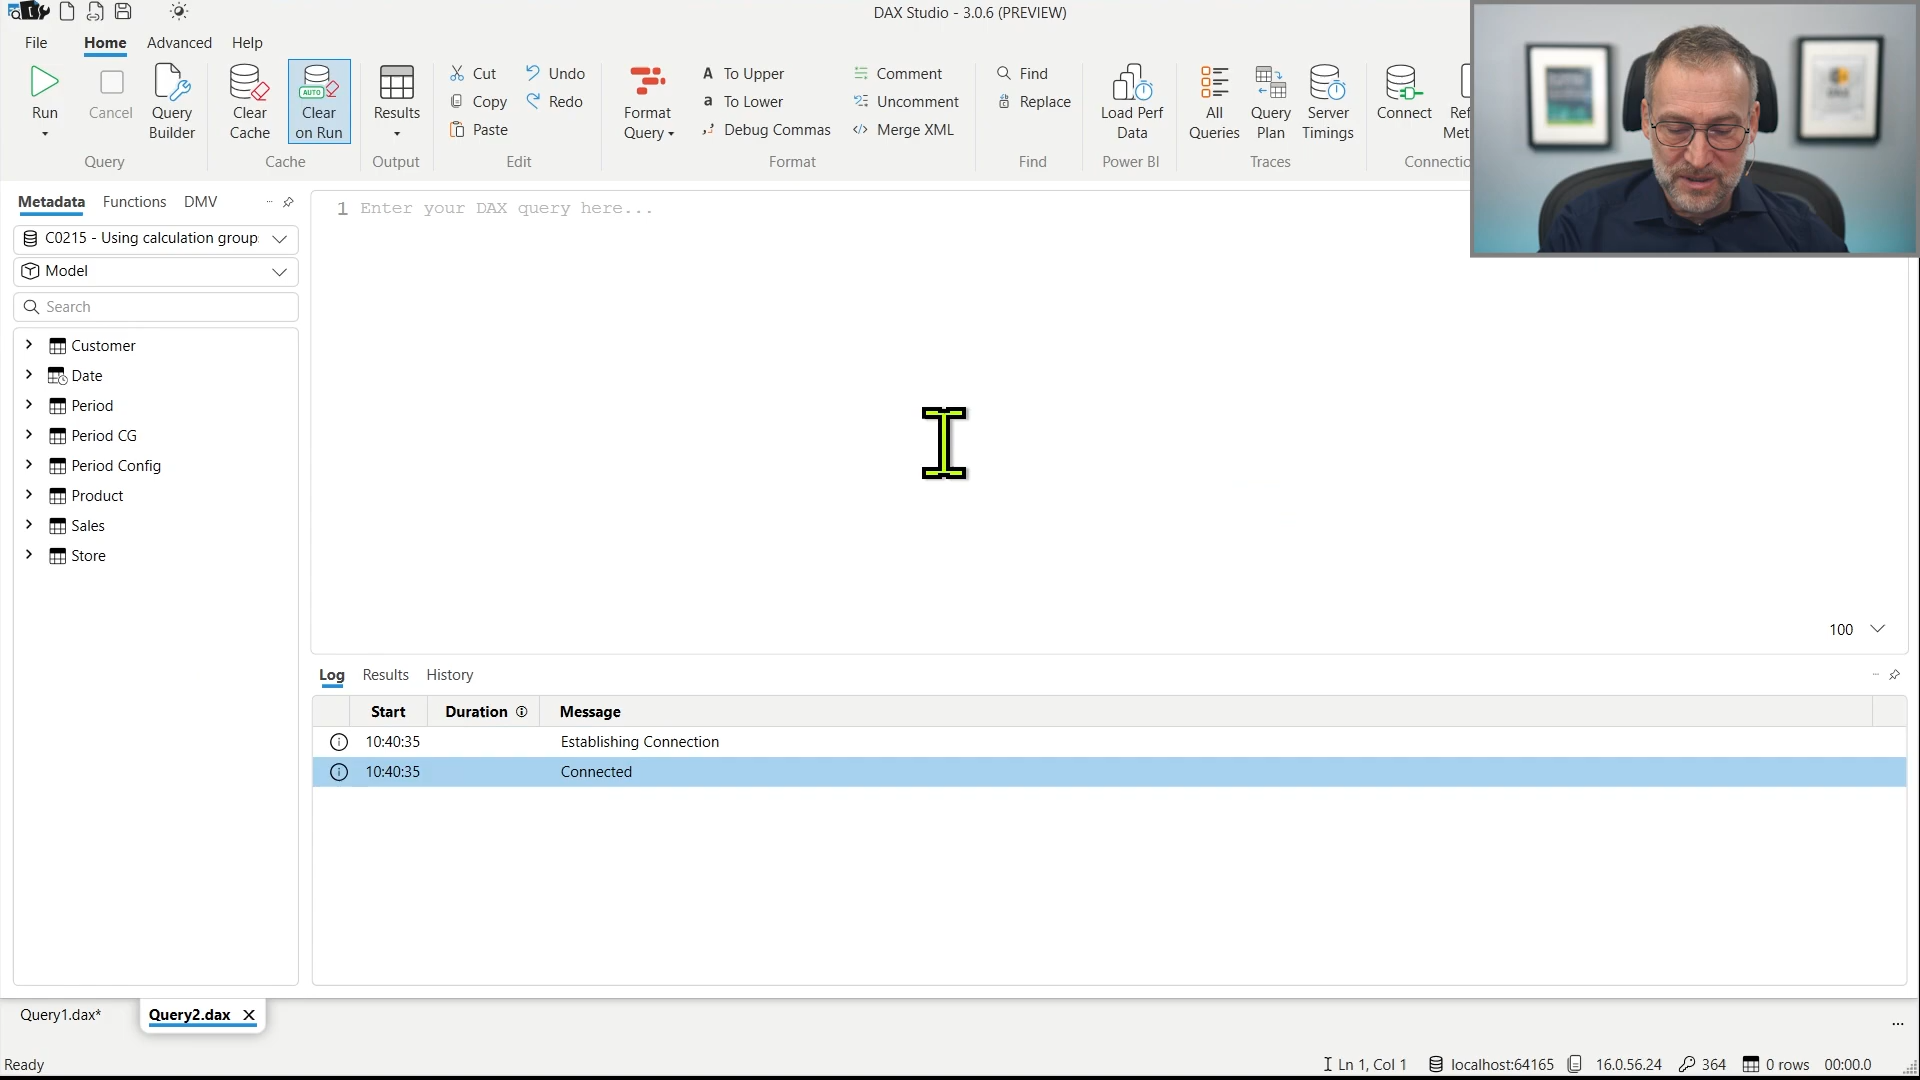 DAX Studio - 3.0.6 (PREVIEW)
File Home Advanced Help
Run
Cancel
Query Builder
Clear Cache
AUTO
Clear on Run
Results
Cut
Copy
Paste
Undo
Redo
Format Query
A To Upper
a To Lower
Debug Commas
Comment
Uncomment
Merge XML
Find
Replace
Load Perf Data
All Queries
Query Plan
Server Timings
Connect
Query Cache Output Edit Format Find Power BI Traces
Metadata Functions DMV
C0215 - Using calculation group
Model
Search
Customer
Date
Period
Period CG
Period Config
Product
Sales
Store
1 Enter your DAX query here...
100
Log Results History
Start Duration Message
10:40:35 Establishing Connection
10:40:35 Connected
Query1.dax* Query2.dax
Ready Ln 1, Col 1 localhost:64165 16.0.56.24 364 0 rows 00:00.0